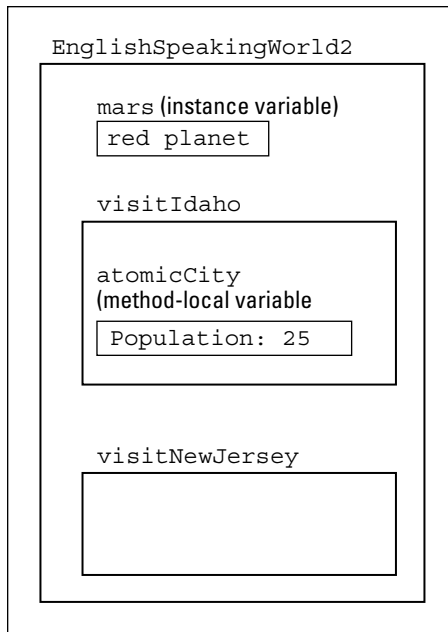 EnglishSpeakingWorld2
mars (instance variable)
red planet
visitIdaho
atomicCity
(method-local variable
Population: 25
visitNewJersey